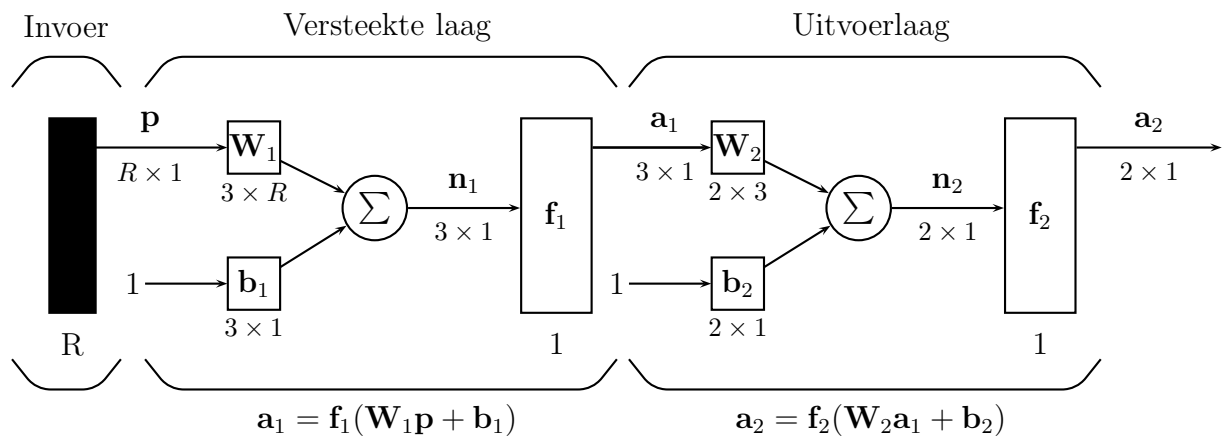 Invoer Versteekte laag Uitvoerlaag
p a₁ a₂
W₁ W₂
R × 1 3 × 1 2 × 1
3 × R 2 × 3
n₁ n₂
∑ f₁ ∑ f₂
3 × 1 2 × 1
1 b₁ 1 b₂
3 × 1 2 × 1
R 1 1
a₁ = f₁(W₁p + b₁) a₂ = f₂(W₂a₁ + b₂)